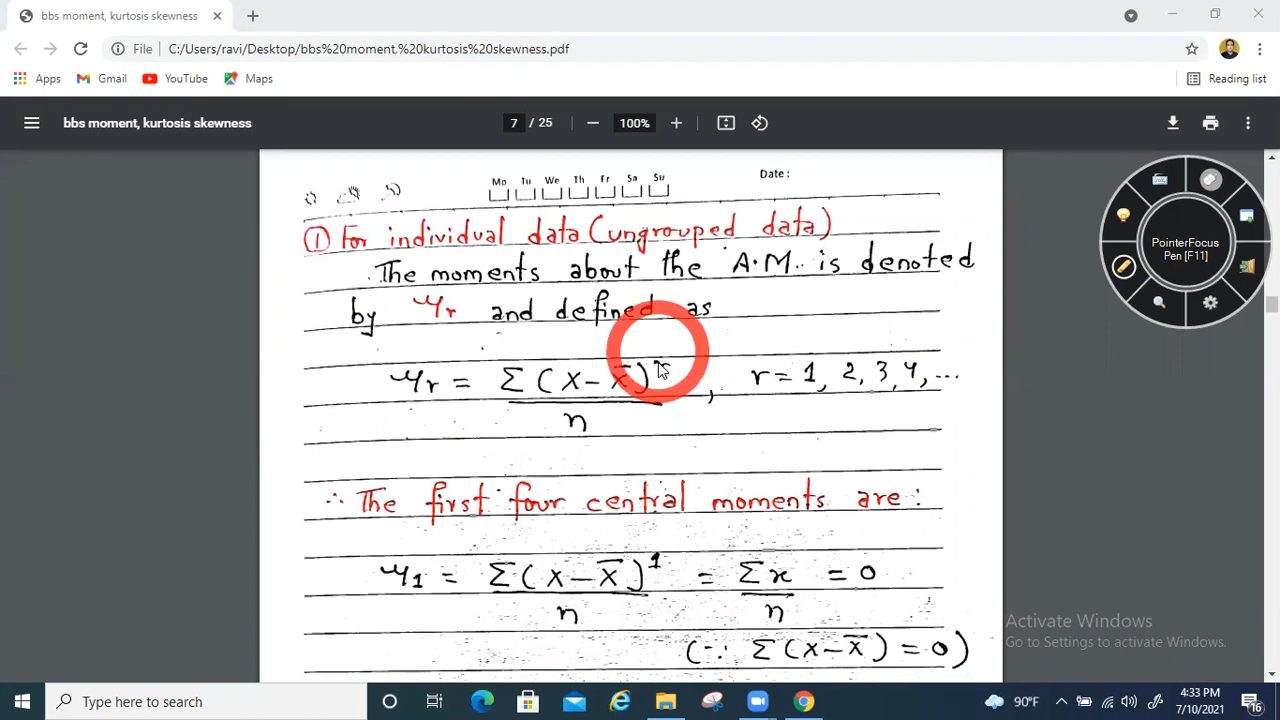 bbs moment, kurtosis skewness
File C:/Users/ravi/Desktop/bbs%20moment,%20kurtosis%20skewness.pdf
Apps Gmail YouTube Maps Reading list
bbs moment, kurtosis skewness 7 / 25 100%
Mo Tu We Th Fr Sa Su Date :
① For individual data (ungrouped data)
The moments about the A.M. is denoted
by μr and defined as
μr = Σ(X-X̄)^r / n , r = 1, 2, 3, 4, ...
∴ The first four central moments are :
μ1 = Σ(X-X̄)^1 / n = Σx / n = 0
(∵ Σ(X-X̄) = 0)
PointerFocus
Pen [F11]
Activate Windows
Go to Settings to activate Windows.
Type here to search 90°F 4:33 PM
7/10/2021 16